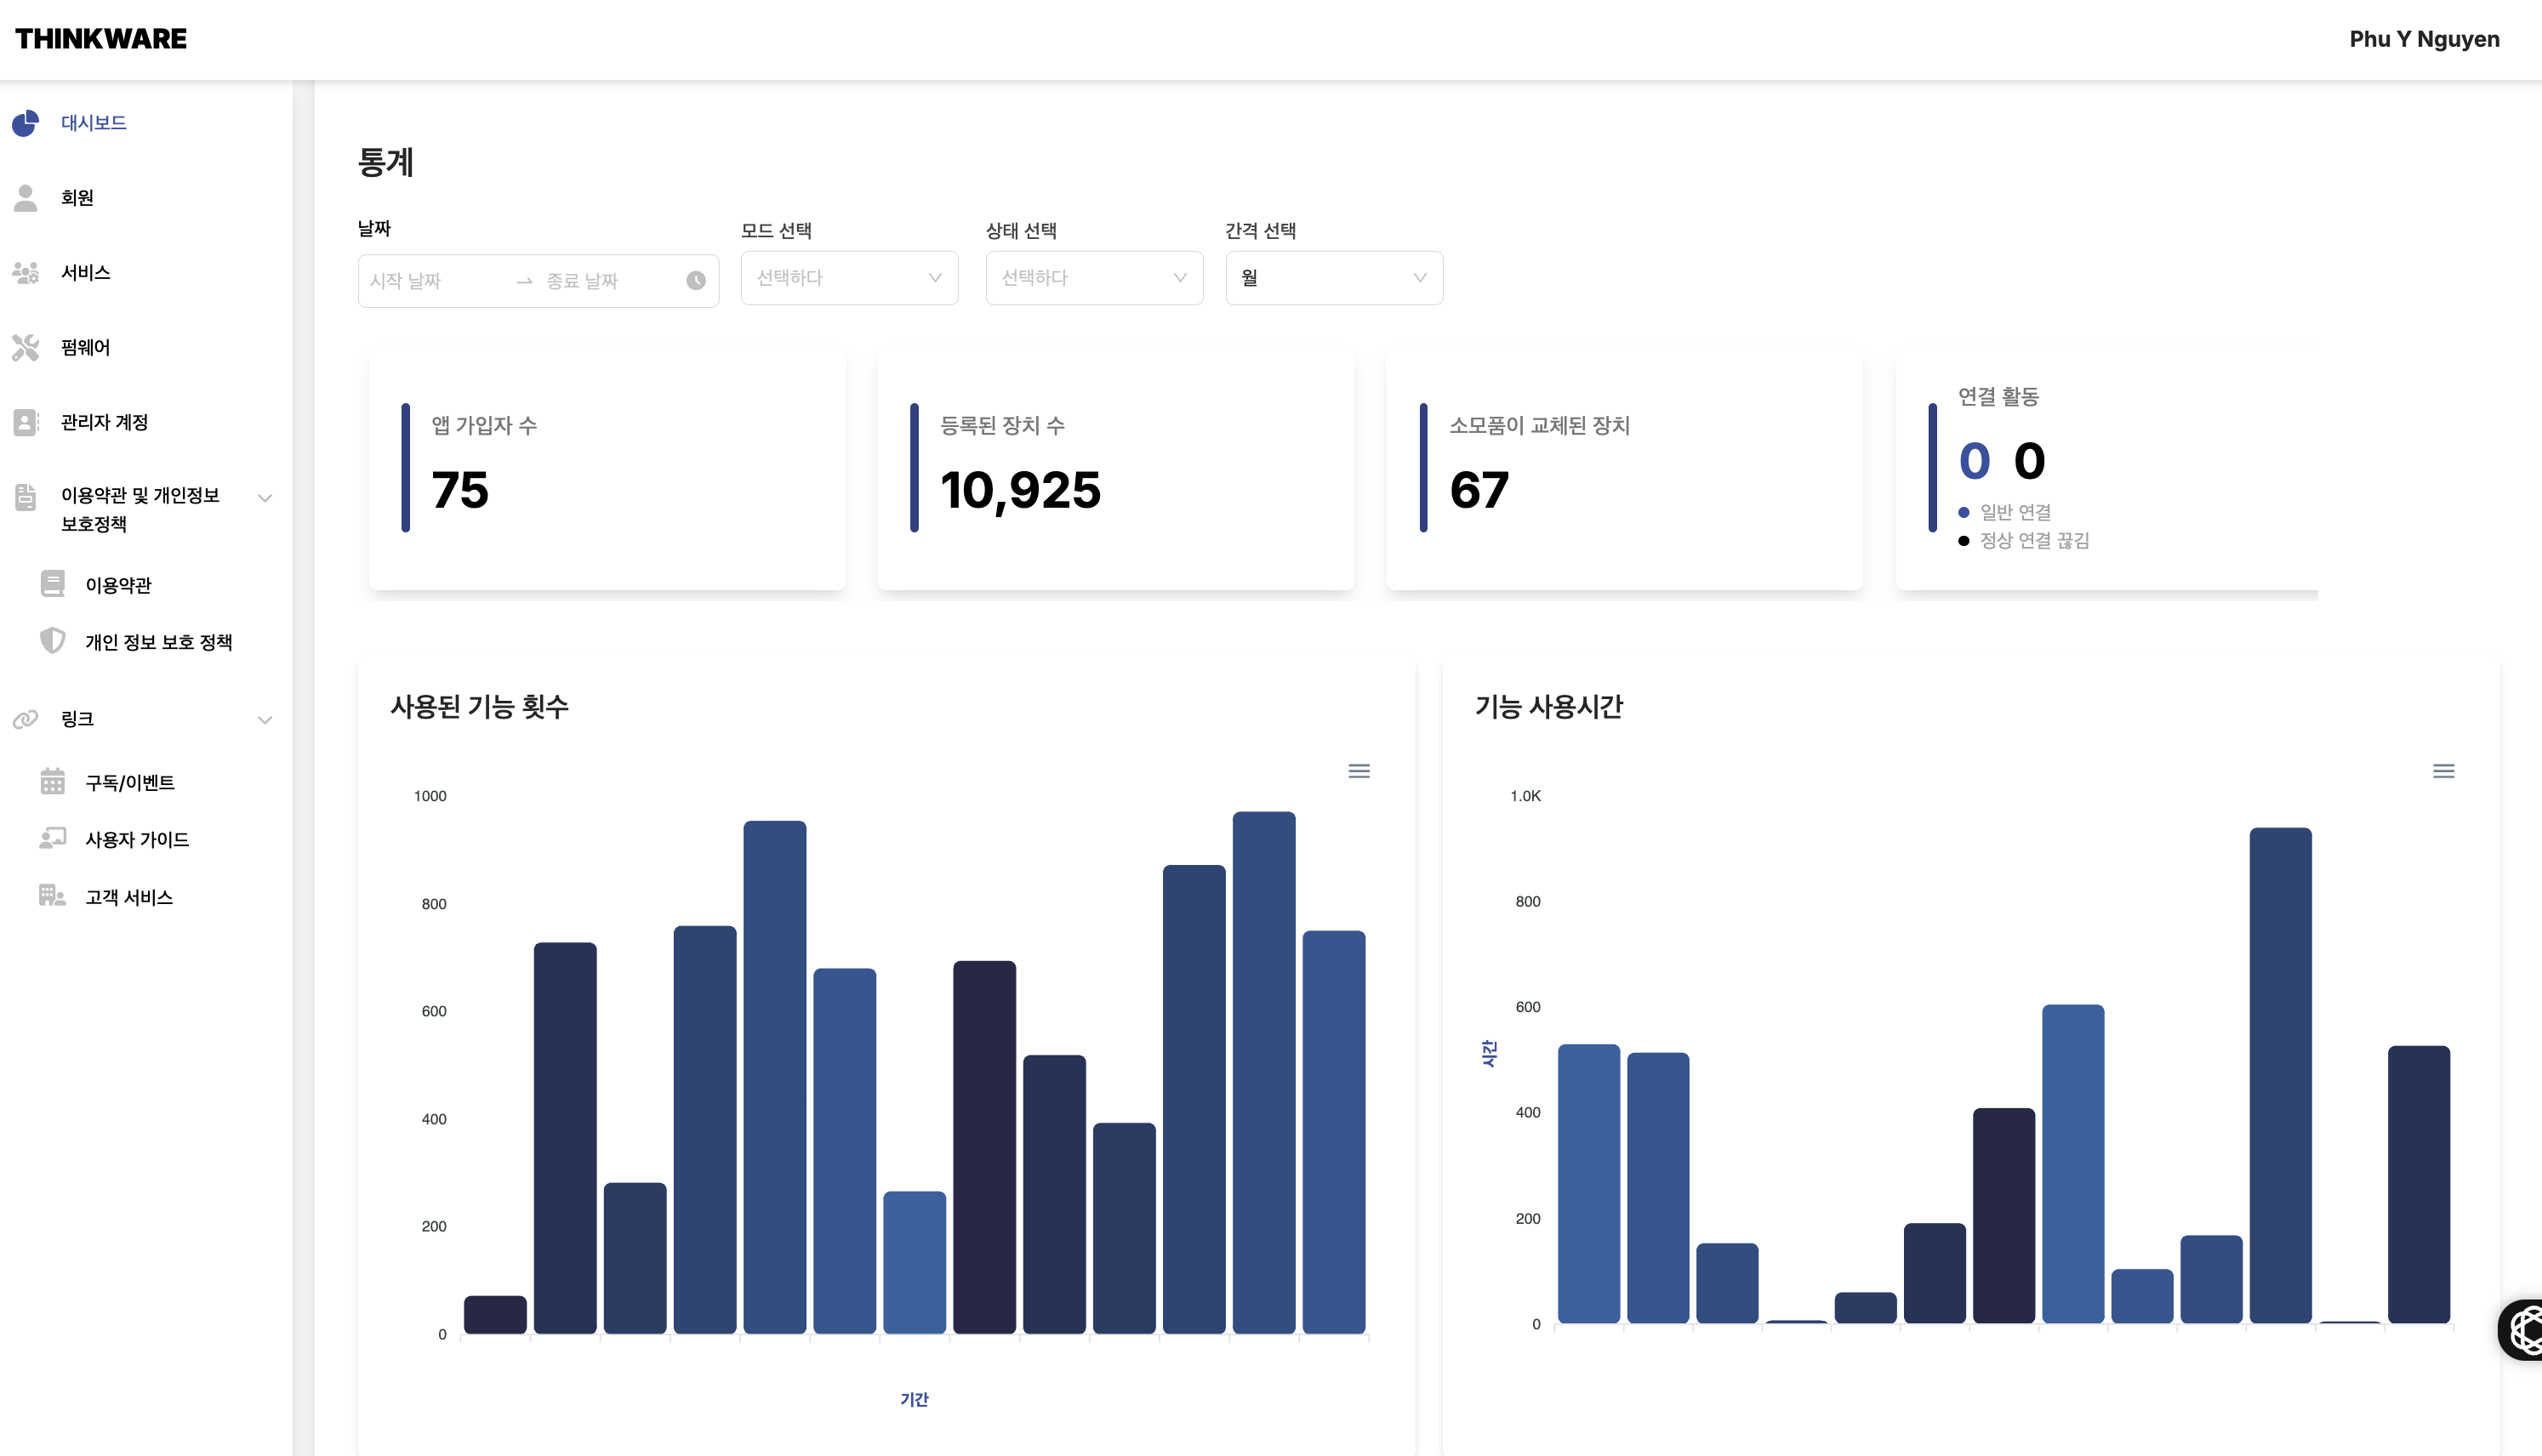 THINKWARE
Phu Y Nguyen
대시보드
회원
서비스
펌웨어
관리자 계정
이용약관 및 개인정보
보호정책
이용약관
개인 정보 보호 정책
링크
구독/이벤트
사용자 가이드
고객 서비스
통계
날짜
시작 날짜
종료 날짜
모드 선택
선택하다
상태 선택
선택하다
간격 선택
월
앱 가입자 수
75
등록된 장치 수
10,925
소모품이 교체된 장치
67
연결 활동
0 0
일반 연결
정상 연결 끊김
사용된 기능 횟수
1000
800
600
400
200
0
기간
기능 사용시간
1.0K
800
600
400
200
0
시간